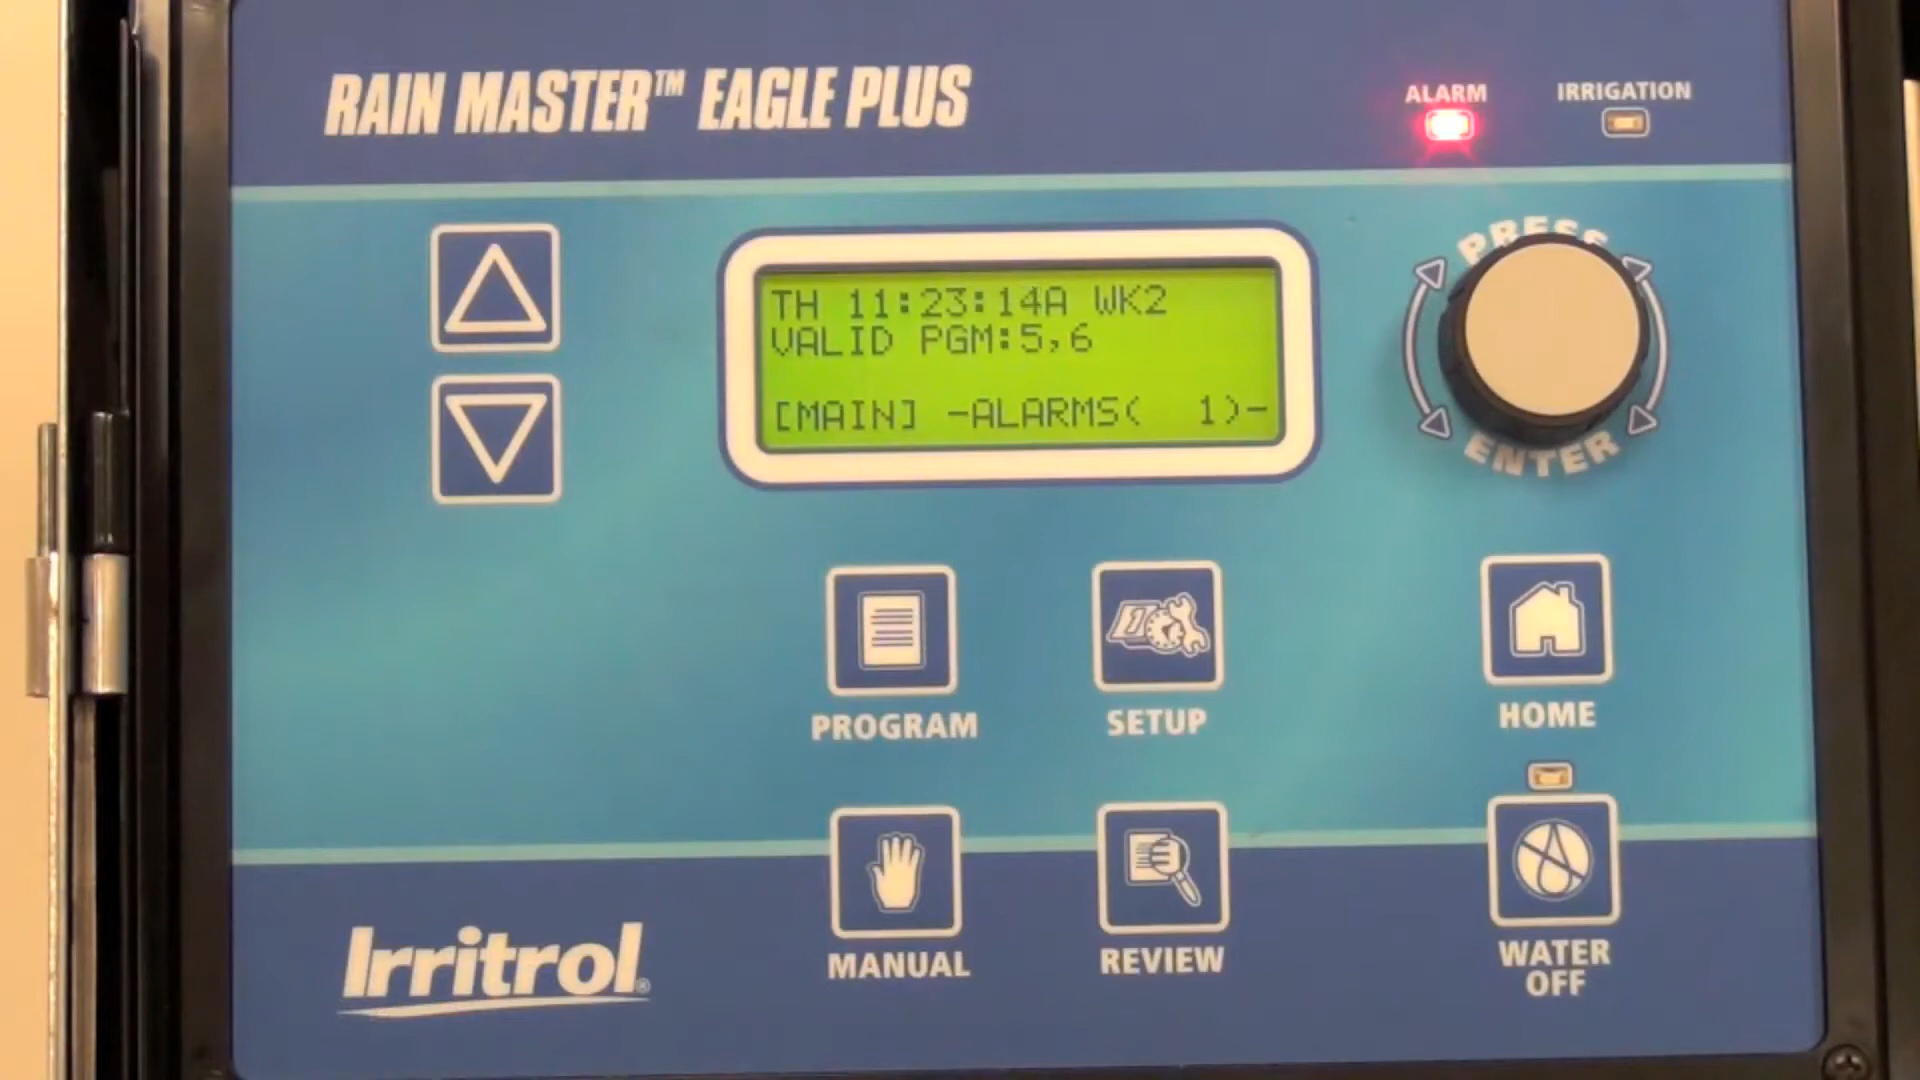 RAIN MASTER™ EAGLE PLUS
ALARM
IRRIGATION
PRESS
TH 11:23:14A WK2
VALID PGM:5,6
[MAIN] -ALARMS(  1)-
ENTER
PROGRAM
SETUP
HOME
MANUAL
REVIEW
WATER
OFF
Irritrol®